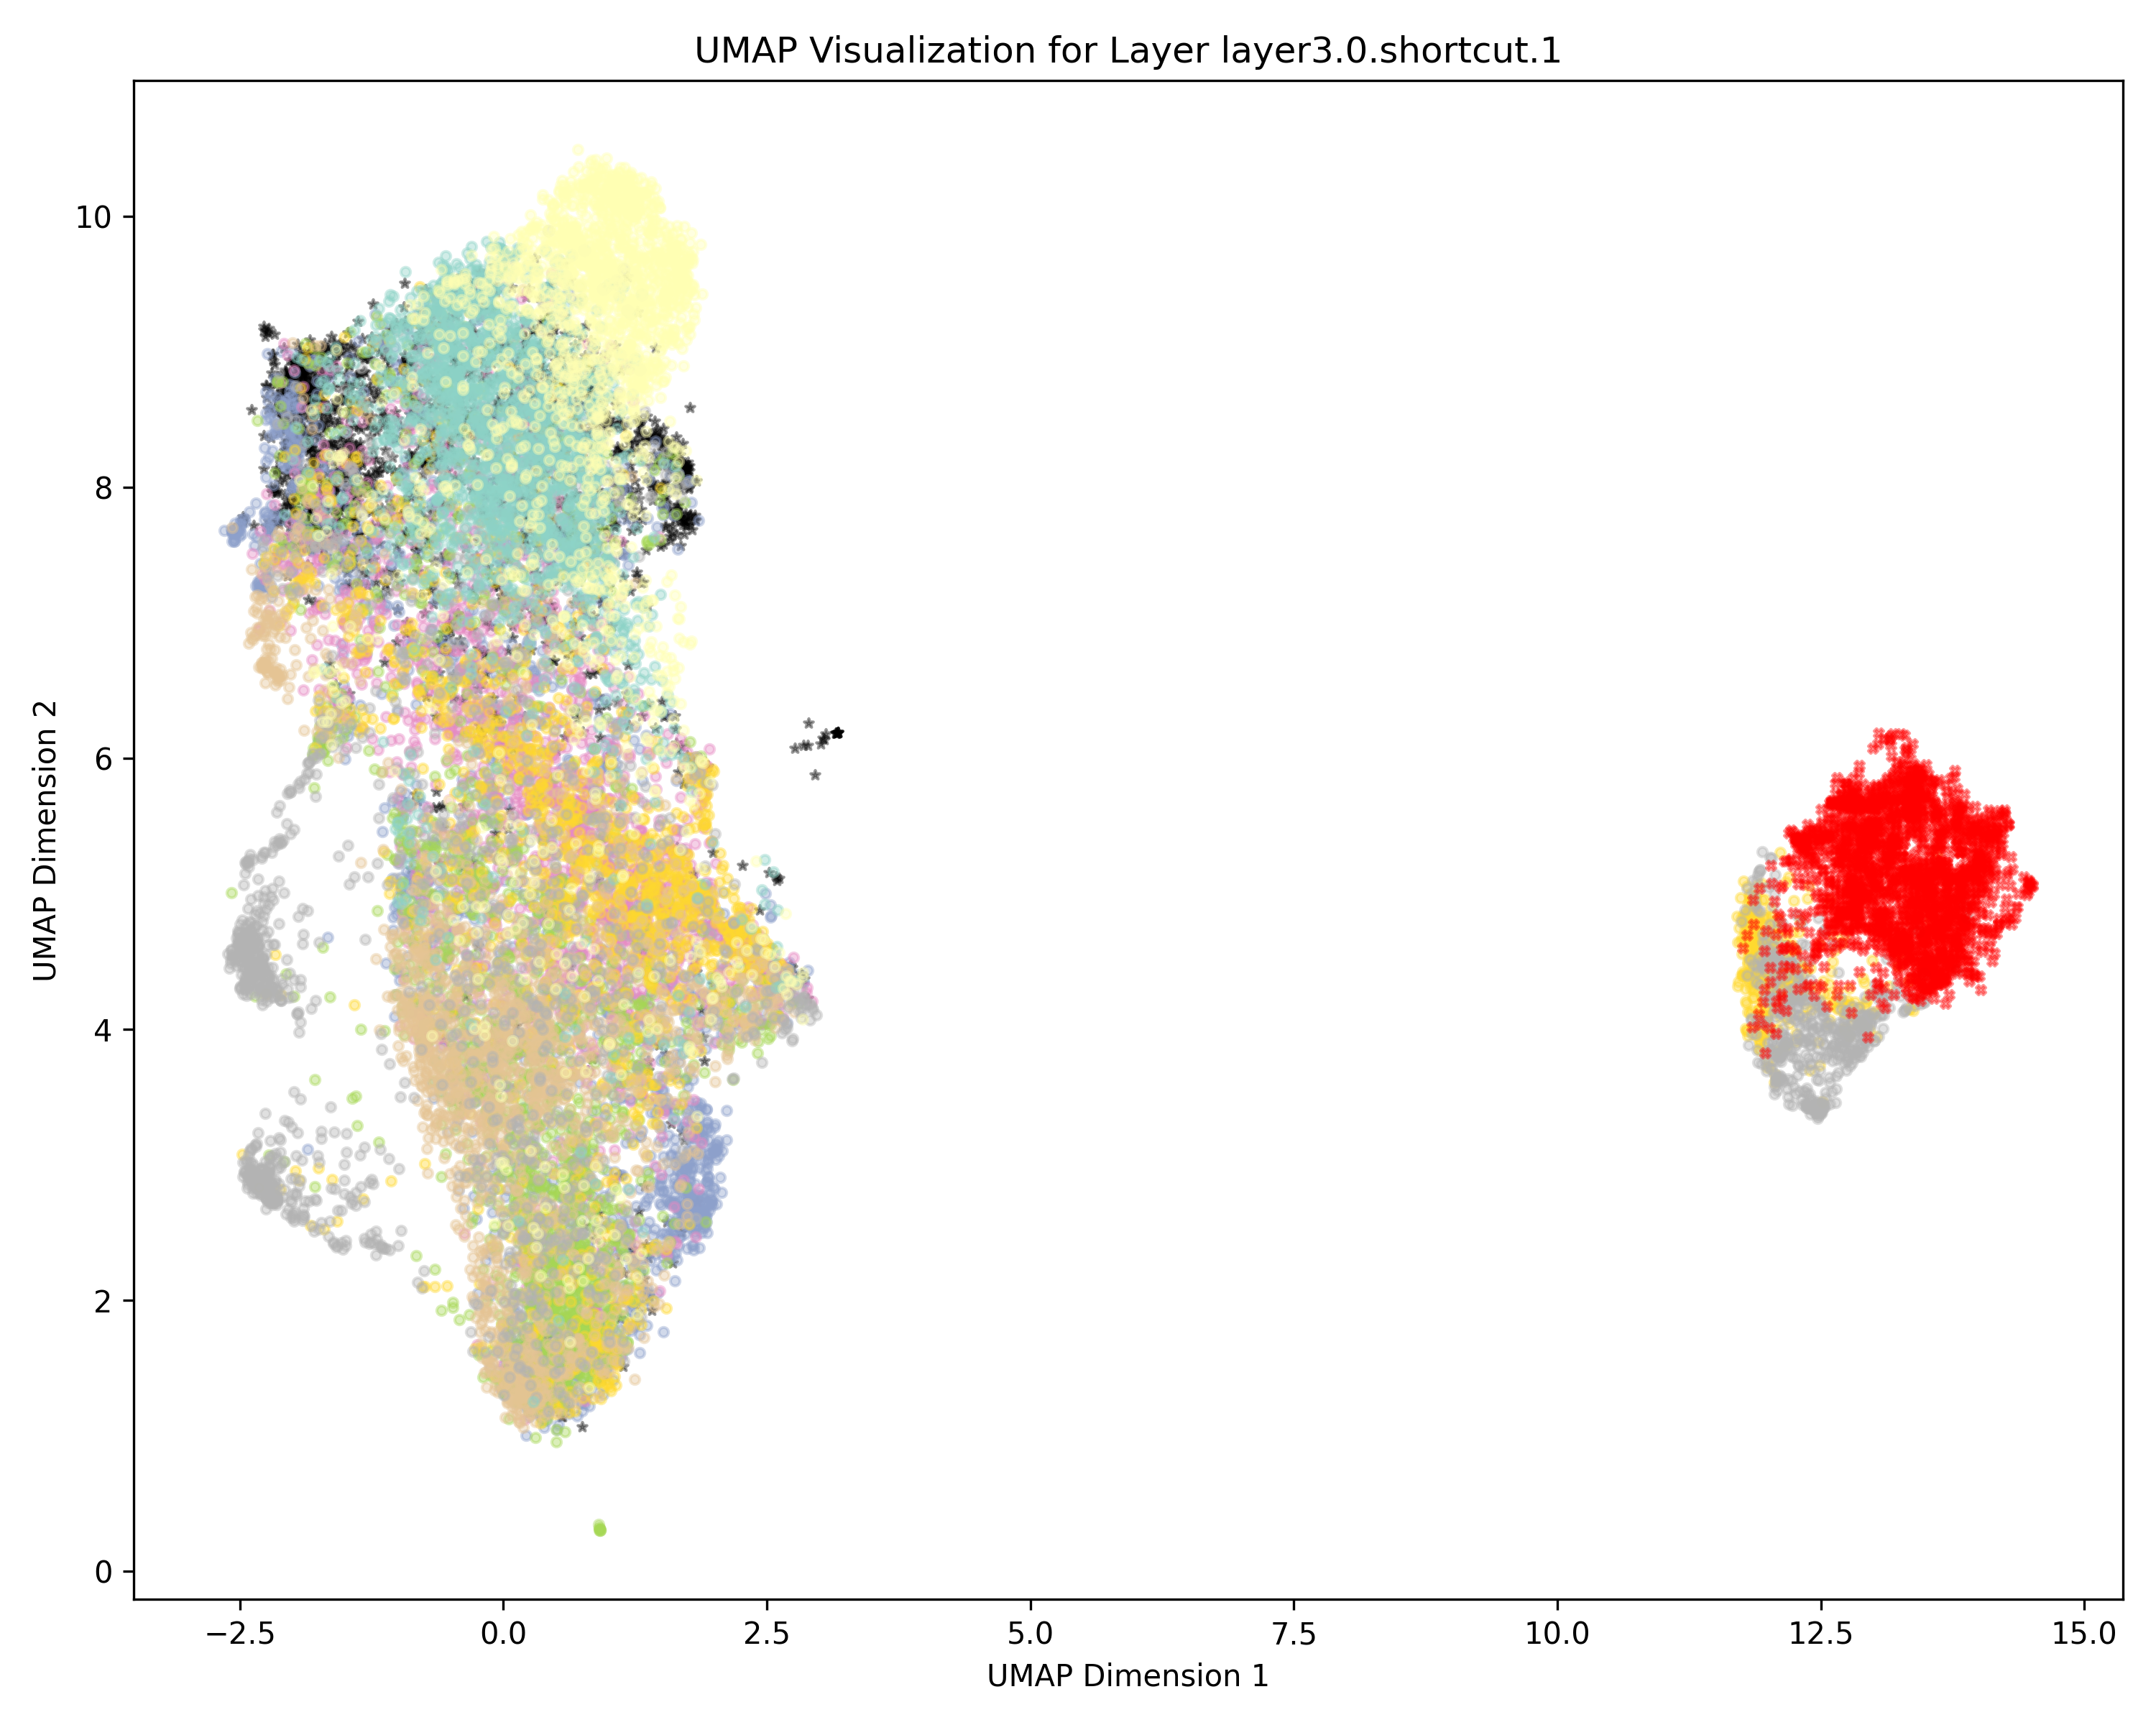 UMAP Visualization for Layer layer3.0.shortcut.1
UMAP Dimension 2
10
8
6
4
2
0
−2.5 0.0 2.5 5.0 7.5 10.0 12.5 15.0
UMAP Dimension 1